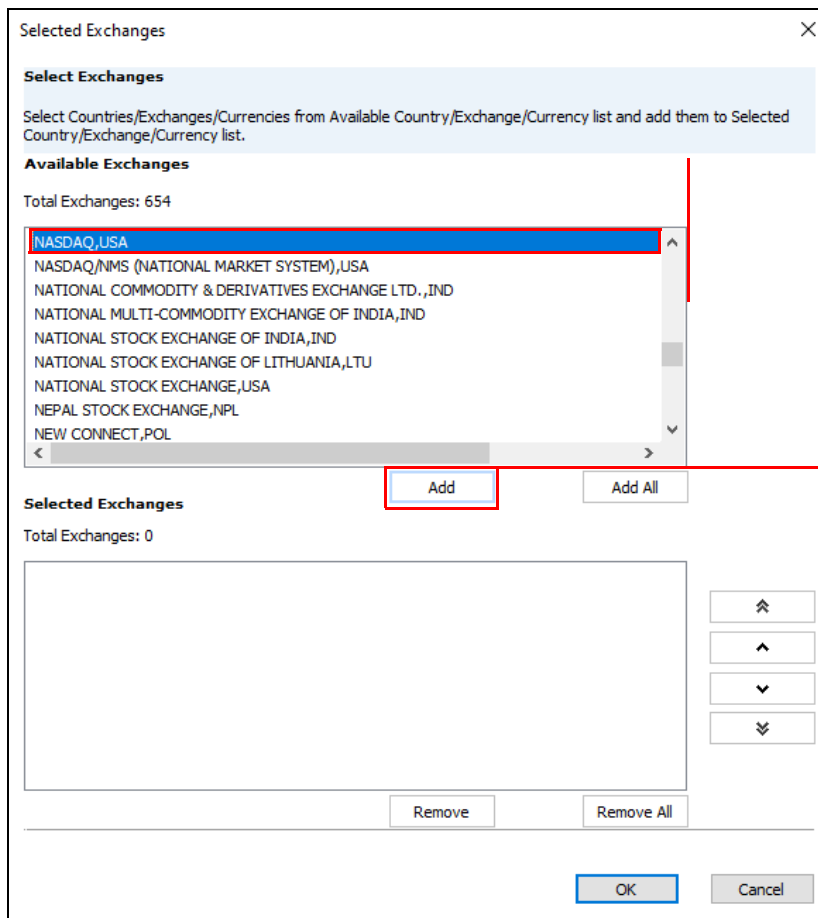 Selected Exchanges
Select Exchanges
Select Countries/Exchanges/Currencies from Available Country/Exchange/Currency list and add them to Selected
Country/Exchange/Currency list.
Available Exchanges
Total Exchanges: 654
NASDAQ,USA
NASDAQ/NMS (NATIONAL MARKET SYSTEM),USA
NATIONAL COMMODITY & DERIVATIVES EXCHANGE LTD.,IND
NATIONAL MULTI-COMMODITY EXCHANGE OF INDIA,IND
NATIONAL STOCK EXCHANGE OF INDIA,IND
NATIONAL STOCK EXCHANGE OF LITHUANIA,LTU
NATIONAL STOCK EXCHANGE,USA
NEPAL STOCK EXCHANGE,NPL
NEW CONNECT,POL
Add Add All
Selected Exchanges
Total Exchanges: 0
Remove Remove All
OK Cancel